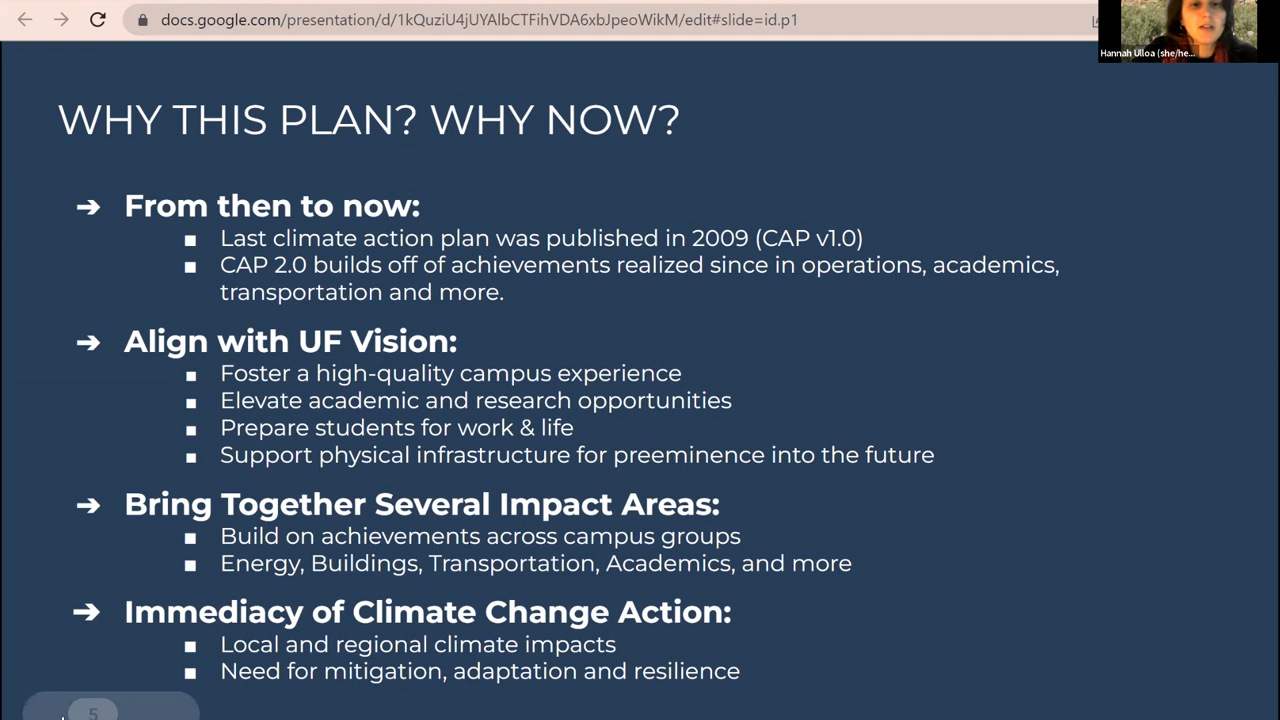 docs.google.com/presentation/d/1kQuziU4jUYAlbCTFihVDA6xbJpeoWikM/edit#slide=id.p1
Hannah Ulloa (she/he...
WHY THIS PLAN? WHY NOW?
➔ From then to now:
■ Last climate action plan was published in 2009 (CAP v1.0)
■ CAP 2.0 builds off of achievements realized since in operations, academics,
transportation and more.
➔ Align with UF Vision:
■ Foster a high-quality campus experience
■ Elevate academic and research opportunities
■ Prepare students for work & life
■ Support physical infrastructure for preeminence into the future
➔ Bring Together Several Impact Areas:
■ Build on achievements across campus groups
■ Energy, Buildings, Transportation, Academics, and more
➔ Immediacy of Climate Change Action:
■ Local and regional climate impacts
■ Need for mitigation, adaptation and resilience
5